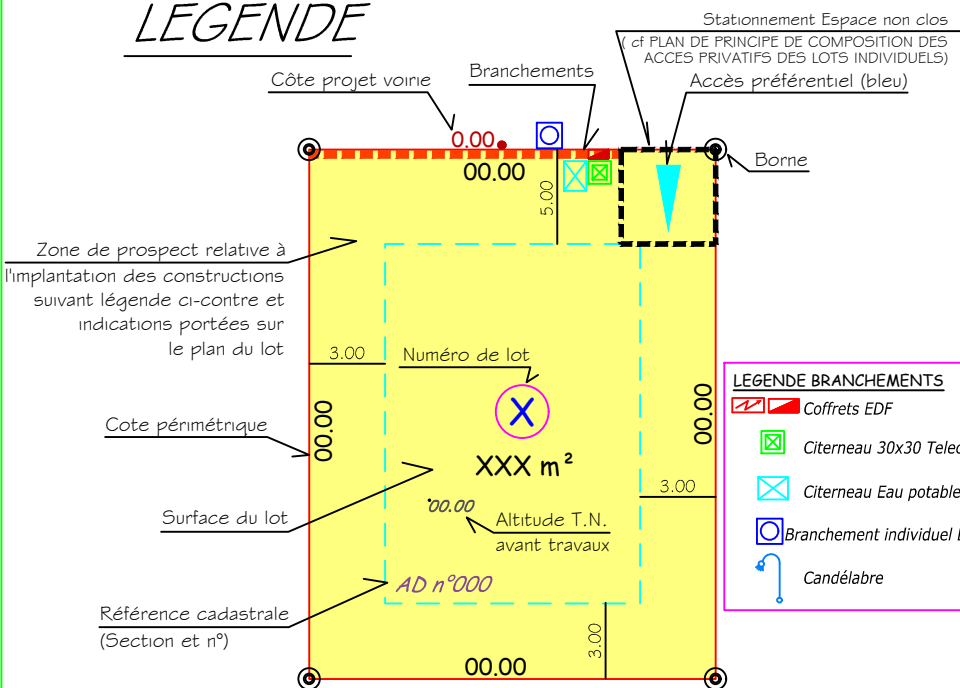 LEGENDE
Stationnement Espace non clos
( cf PLAN DE PRINCIPE DE COMPOSITION DES
ACCES PRIVATIFS DES LOTS INDIVIDUELS)
Côte projet voirie
Branchements
Accès préférentiel (bleu)
0.00
00.00
5.00
Borne
Zone de prospect relative à
l'implantation des constructions
suivant légende ci-contre et
indications portées sur
le plan du lot
3.00
Numéro de lot
X
XXX m²
00.00
00.00
Cote périmétrique
3.00
Surface du lot
00.00
Altitude T.N.
avant travaux
AD n°000
Référence cadastrale
(Section et n°)
3.00
00.00
LEGENDE BRANCHEMENTS
Coffrets EDF
Citerneau 30x30
Citerneau Eau potable
Branchement individuel
Candélabre